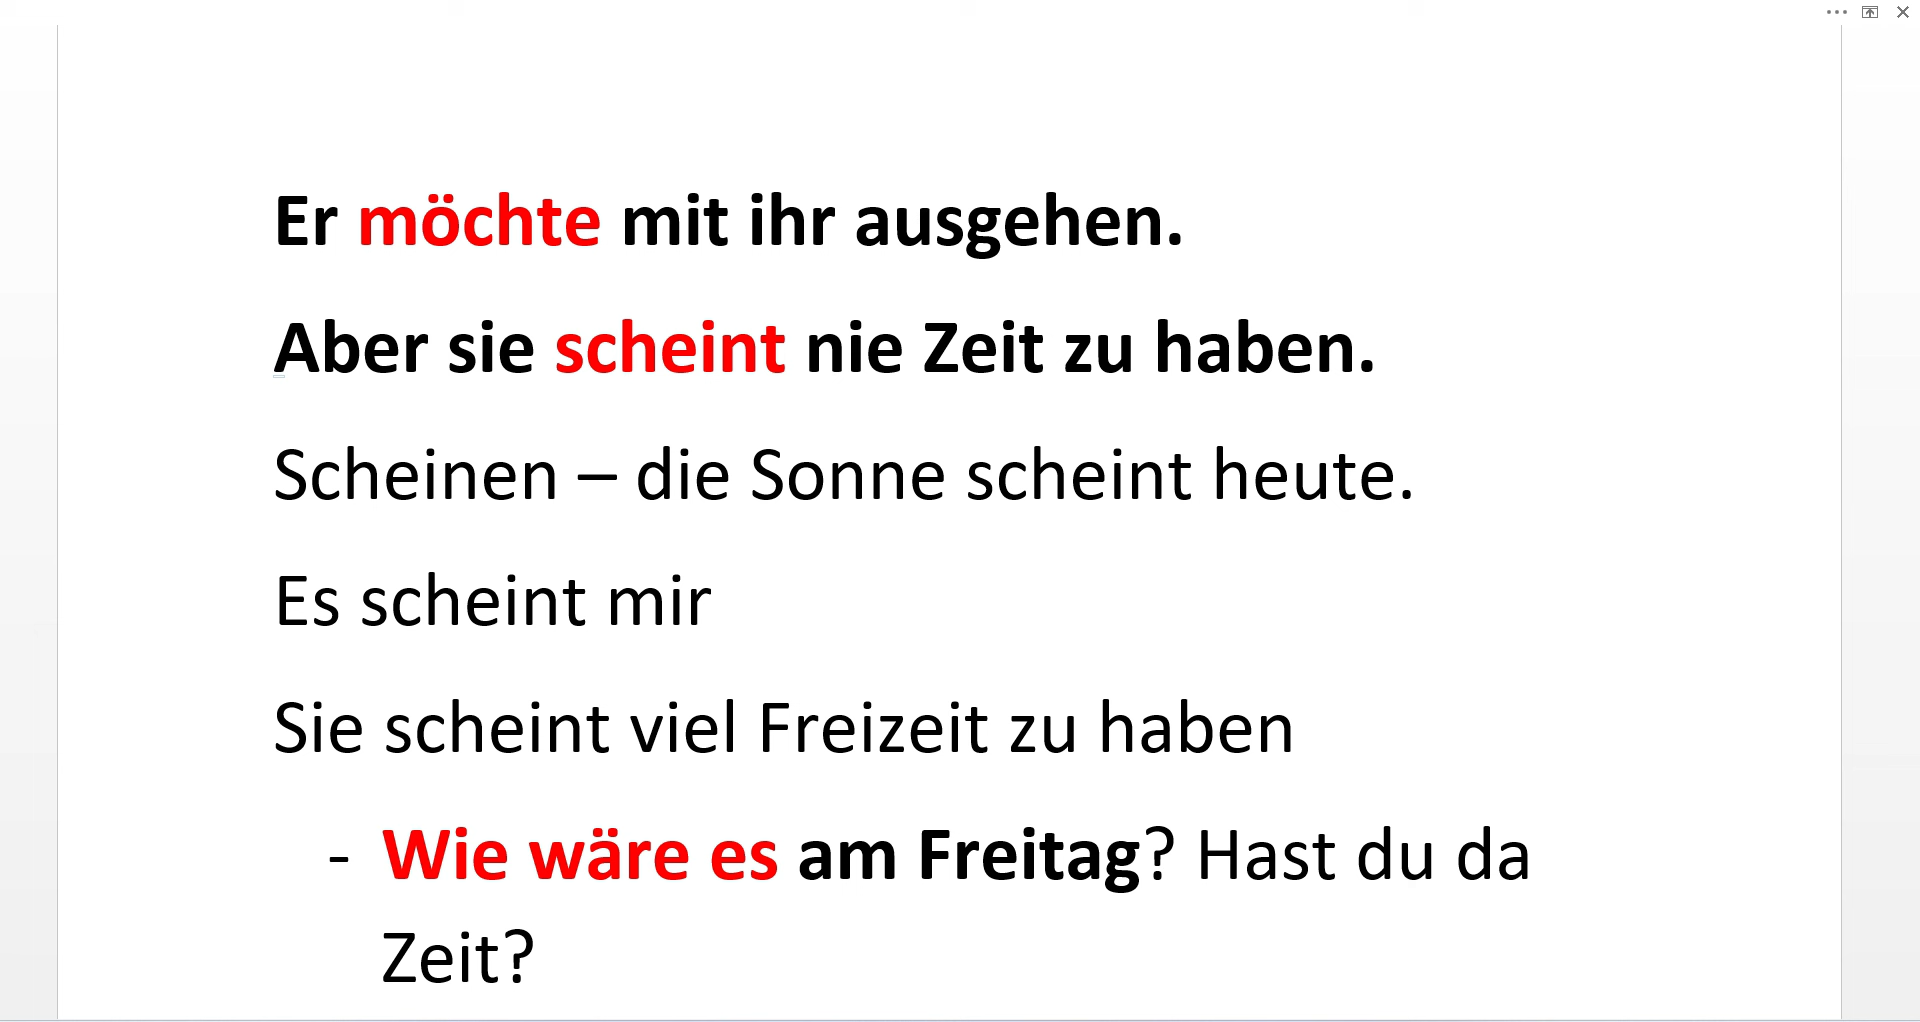 Er möchte mit ihr ausgehen.
Aber sie scheint nie Zeit zu haben.
Scheinen – die Sonne scheint heute.
Es scheint mir
Sie scheint viel Freizeit zu haben
- Wie wäre es am Freitag? Hast du da
Zeit?